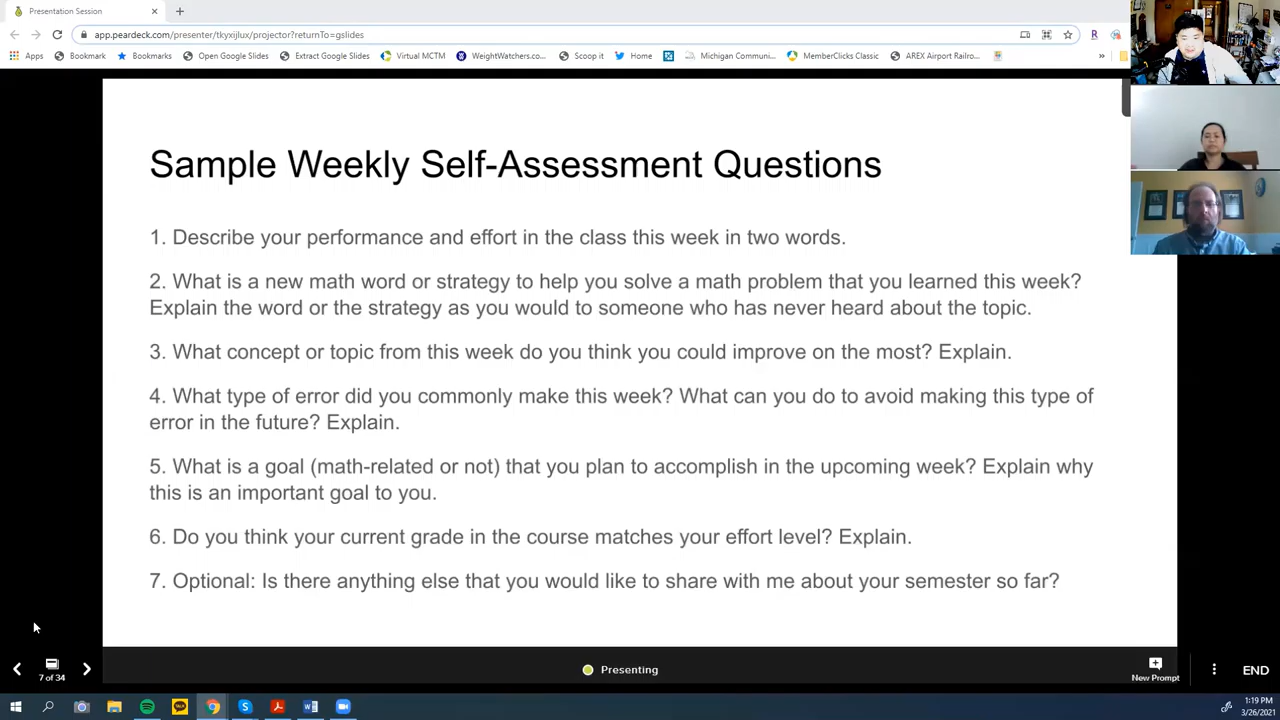 Presentation Session
app.peardeck.com/presenter/tkyxijlux/projector?returnTo=gslides
R
Apps
Bookmark
Bookmarks
Open Google Slides
Extract Google Slides
Virtual MCTM
WeightWatchers.co...
Scoop it
Home
Michigan Communi...
MemberClicks Classic
AREX Airport Railro...
»
Sample Weekly Self-Assessment Questions
1. Describe your performance and effort in the class this week in two words.
2. What is a new math word or strategy to help you solve a math problem that you learned this week?
Explain the word or the strategy as you would to someone who has never heard about the topic.
3. What concept or topic from this week do you think you could improve on the most? Explain.
4. What type of error did you commonly make this week? What can you do to avoid making this type of
error in the future? Explain.
5. What is a goal (math-related or not) that you plan to accomplish in the upcoming week? Explain why
this is an important goal to you.
6. Do you think your current grade in the course matches your effort level? Explain.
7. Optional: Is there anything else that you would like to share with me about your semester so far?
7 of 34
Presenting
New Prompt
END
1:19 PM
3/26/2021